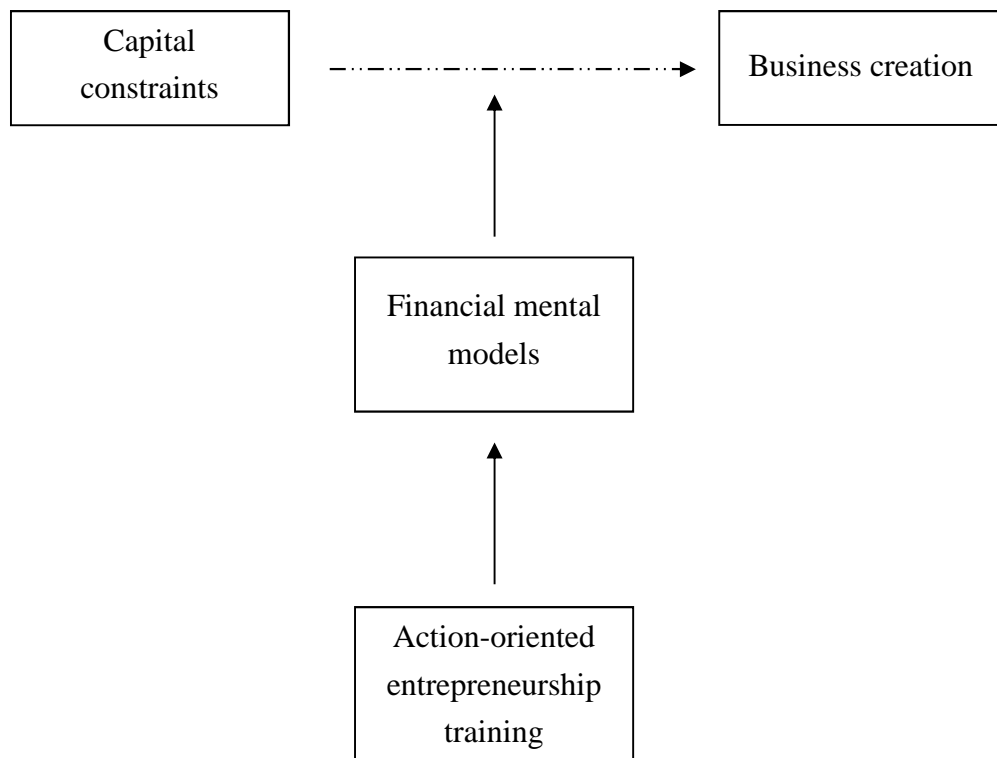 Capital
constraints
Business creation
Financial mental
models
Action-oriented
entrepreneurship
training